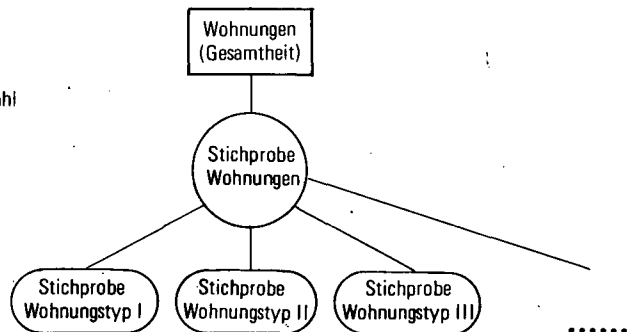 Wohnungen
(Gesamtheit)
Stichprobe
Wohnungen
Stichprobe
Wohnungstyp I
Stichprobe
Wohnungstyp II
Stichprobe
Wohnungstyp III